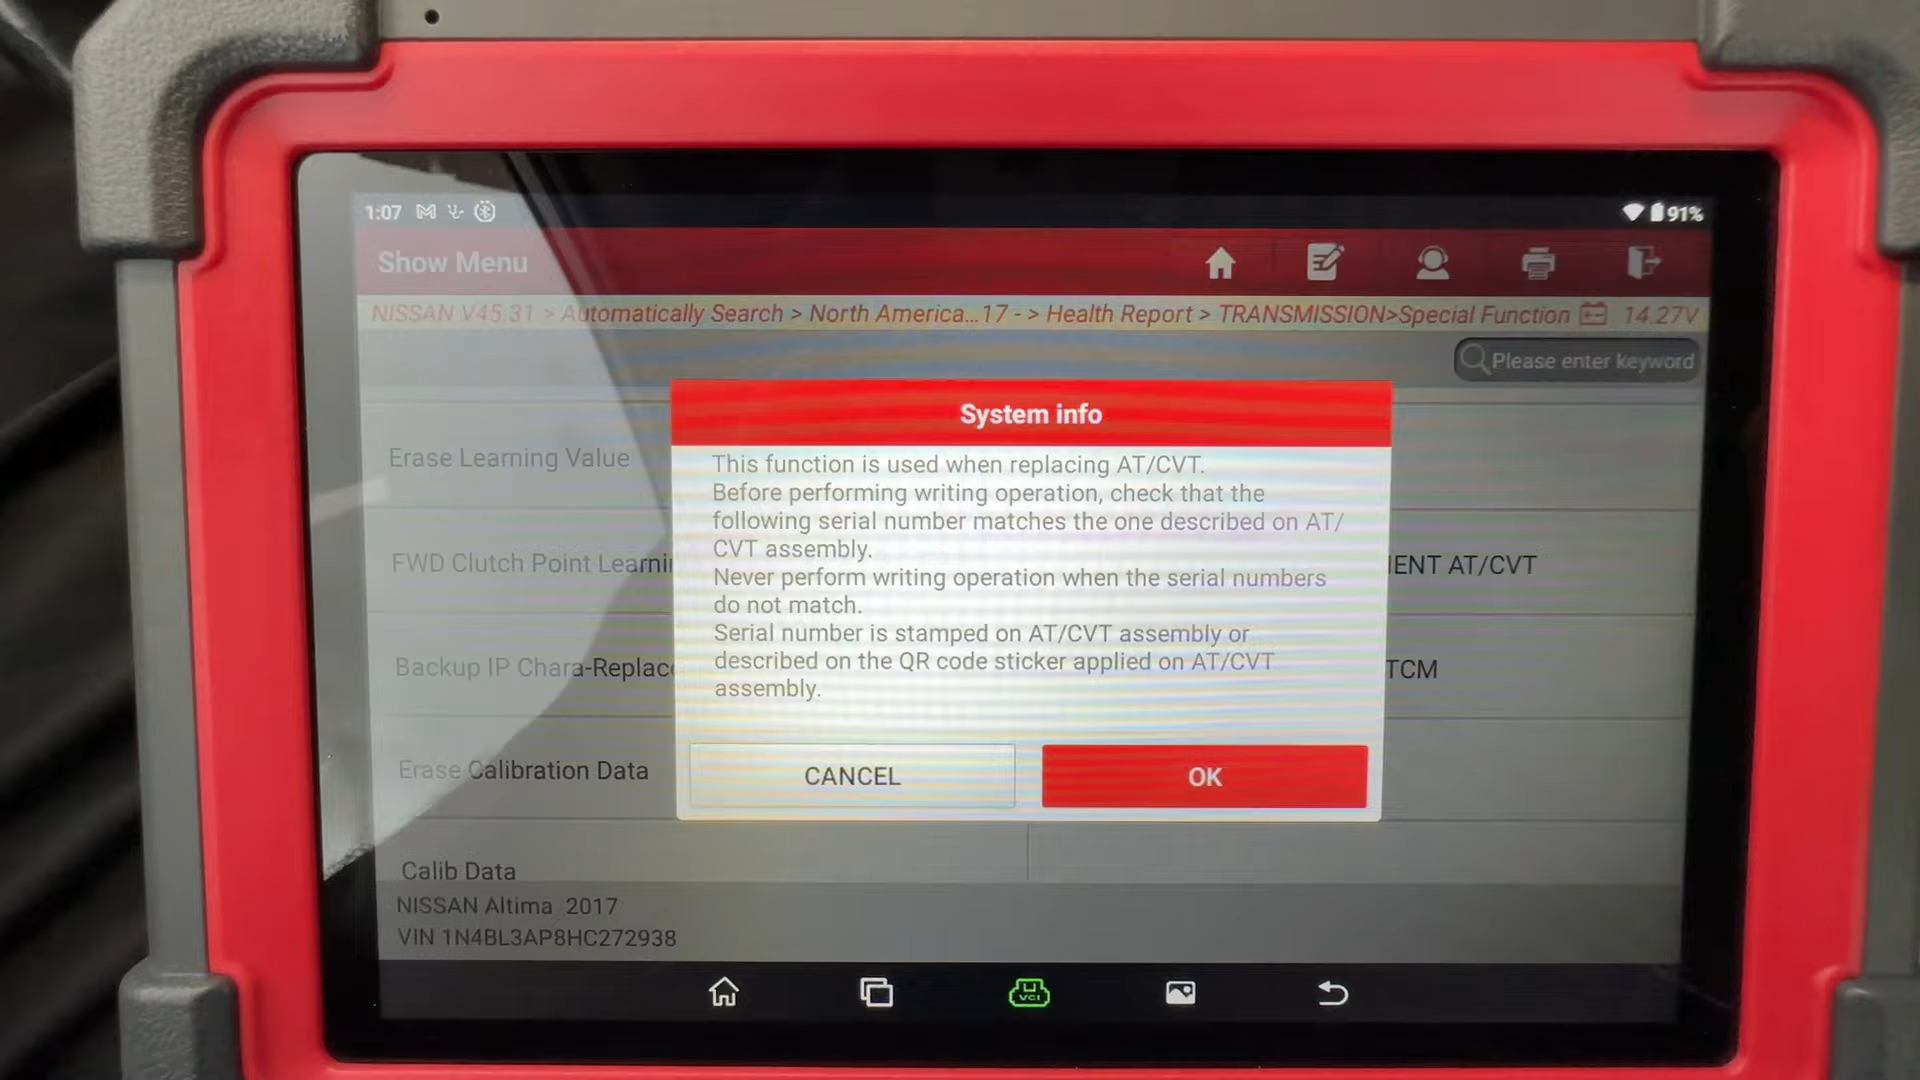 1:07
91%
Show Menu
NISSAN V45.31 > Automatically Search > North America...17 - > Health Report > TRANSMISSION>Special Function 14.27V
Please enter keyword
System info
This function is used when replacing AT/CVT.
Before performing writing operation, check that the
following serial number matches the one described on AT/
CVT assembly.
Never perform writing operation when the serial numbers
do not match.
Serial number is stamped on AT/CVT assembly or
described on the QR code sticker applied on AT/CVT
assembly.
CANCEL
OK
Erase Learning Value
FWD Clutch Point Learni
ENT AT/CVT
Backup IP Chara-Replac
TCM
Erase Calibration Data
Calib Data
NISSAN Altima 2017
VIN 1N4BL3AP8HC272938
VCI